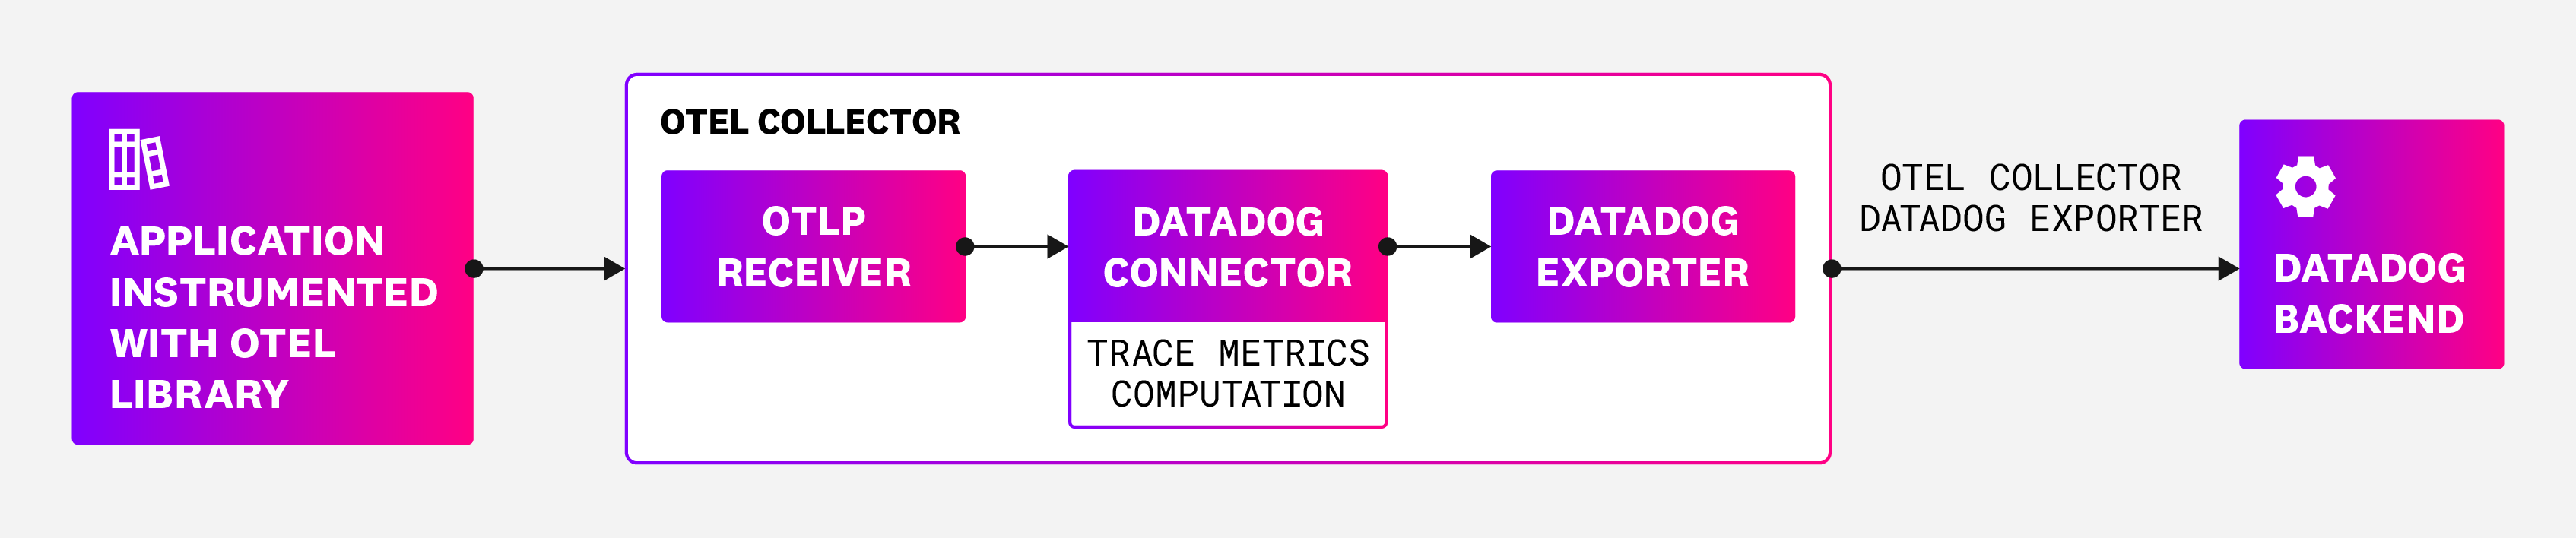 APPLICATION
INSTRUMENTED
WITH OTEL
LIBRARY
OTEL COLLECTOR
OTLP
RECEIVER
DATADOG
CONNECTOR
TRACE METRICS
COMPUTATION
DATADOG
EXPORTER
OTEL COLLECTOR
DATADOG EXPORTER
DATADOG
BACKEND